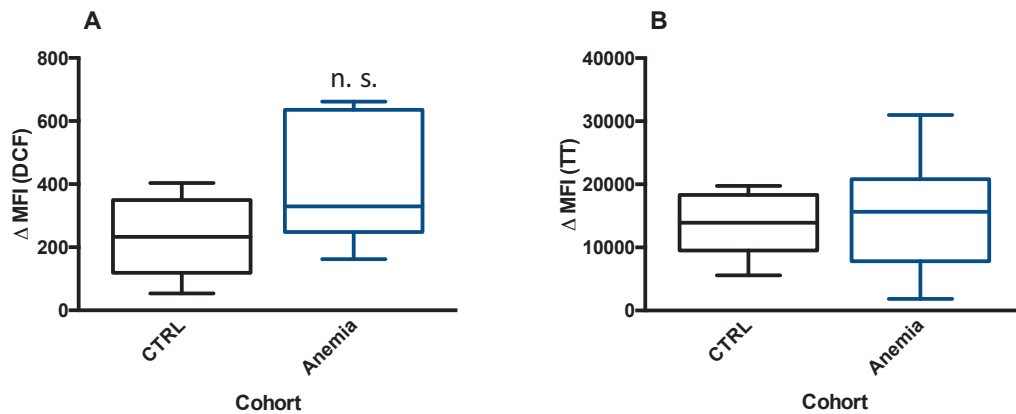 A
Δ MFI (DCF)
800
600
400
200
0
n. s.
CTRL
Anemia
Cohort
B
Δ MFI (TT)
40000
30000
20000
10000
0
CTRL
Anemia
Cohort